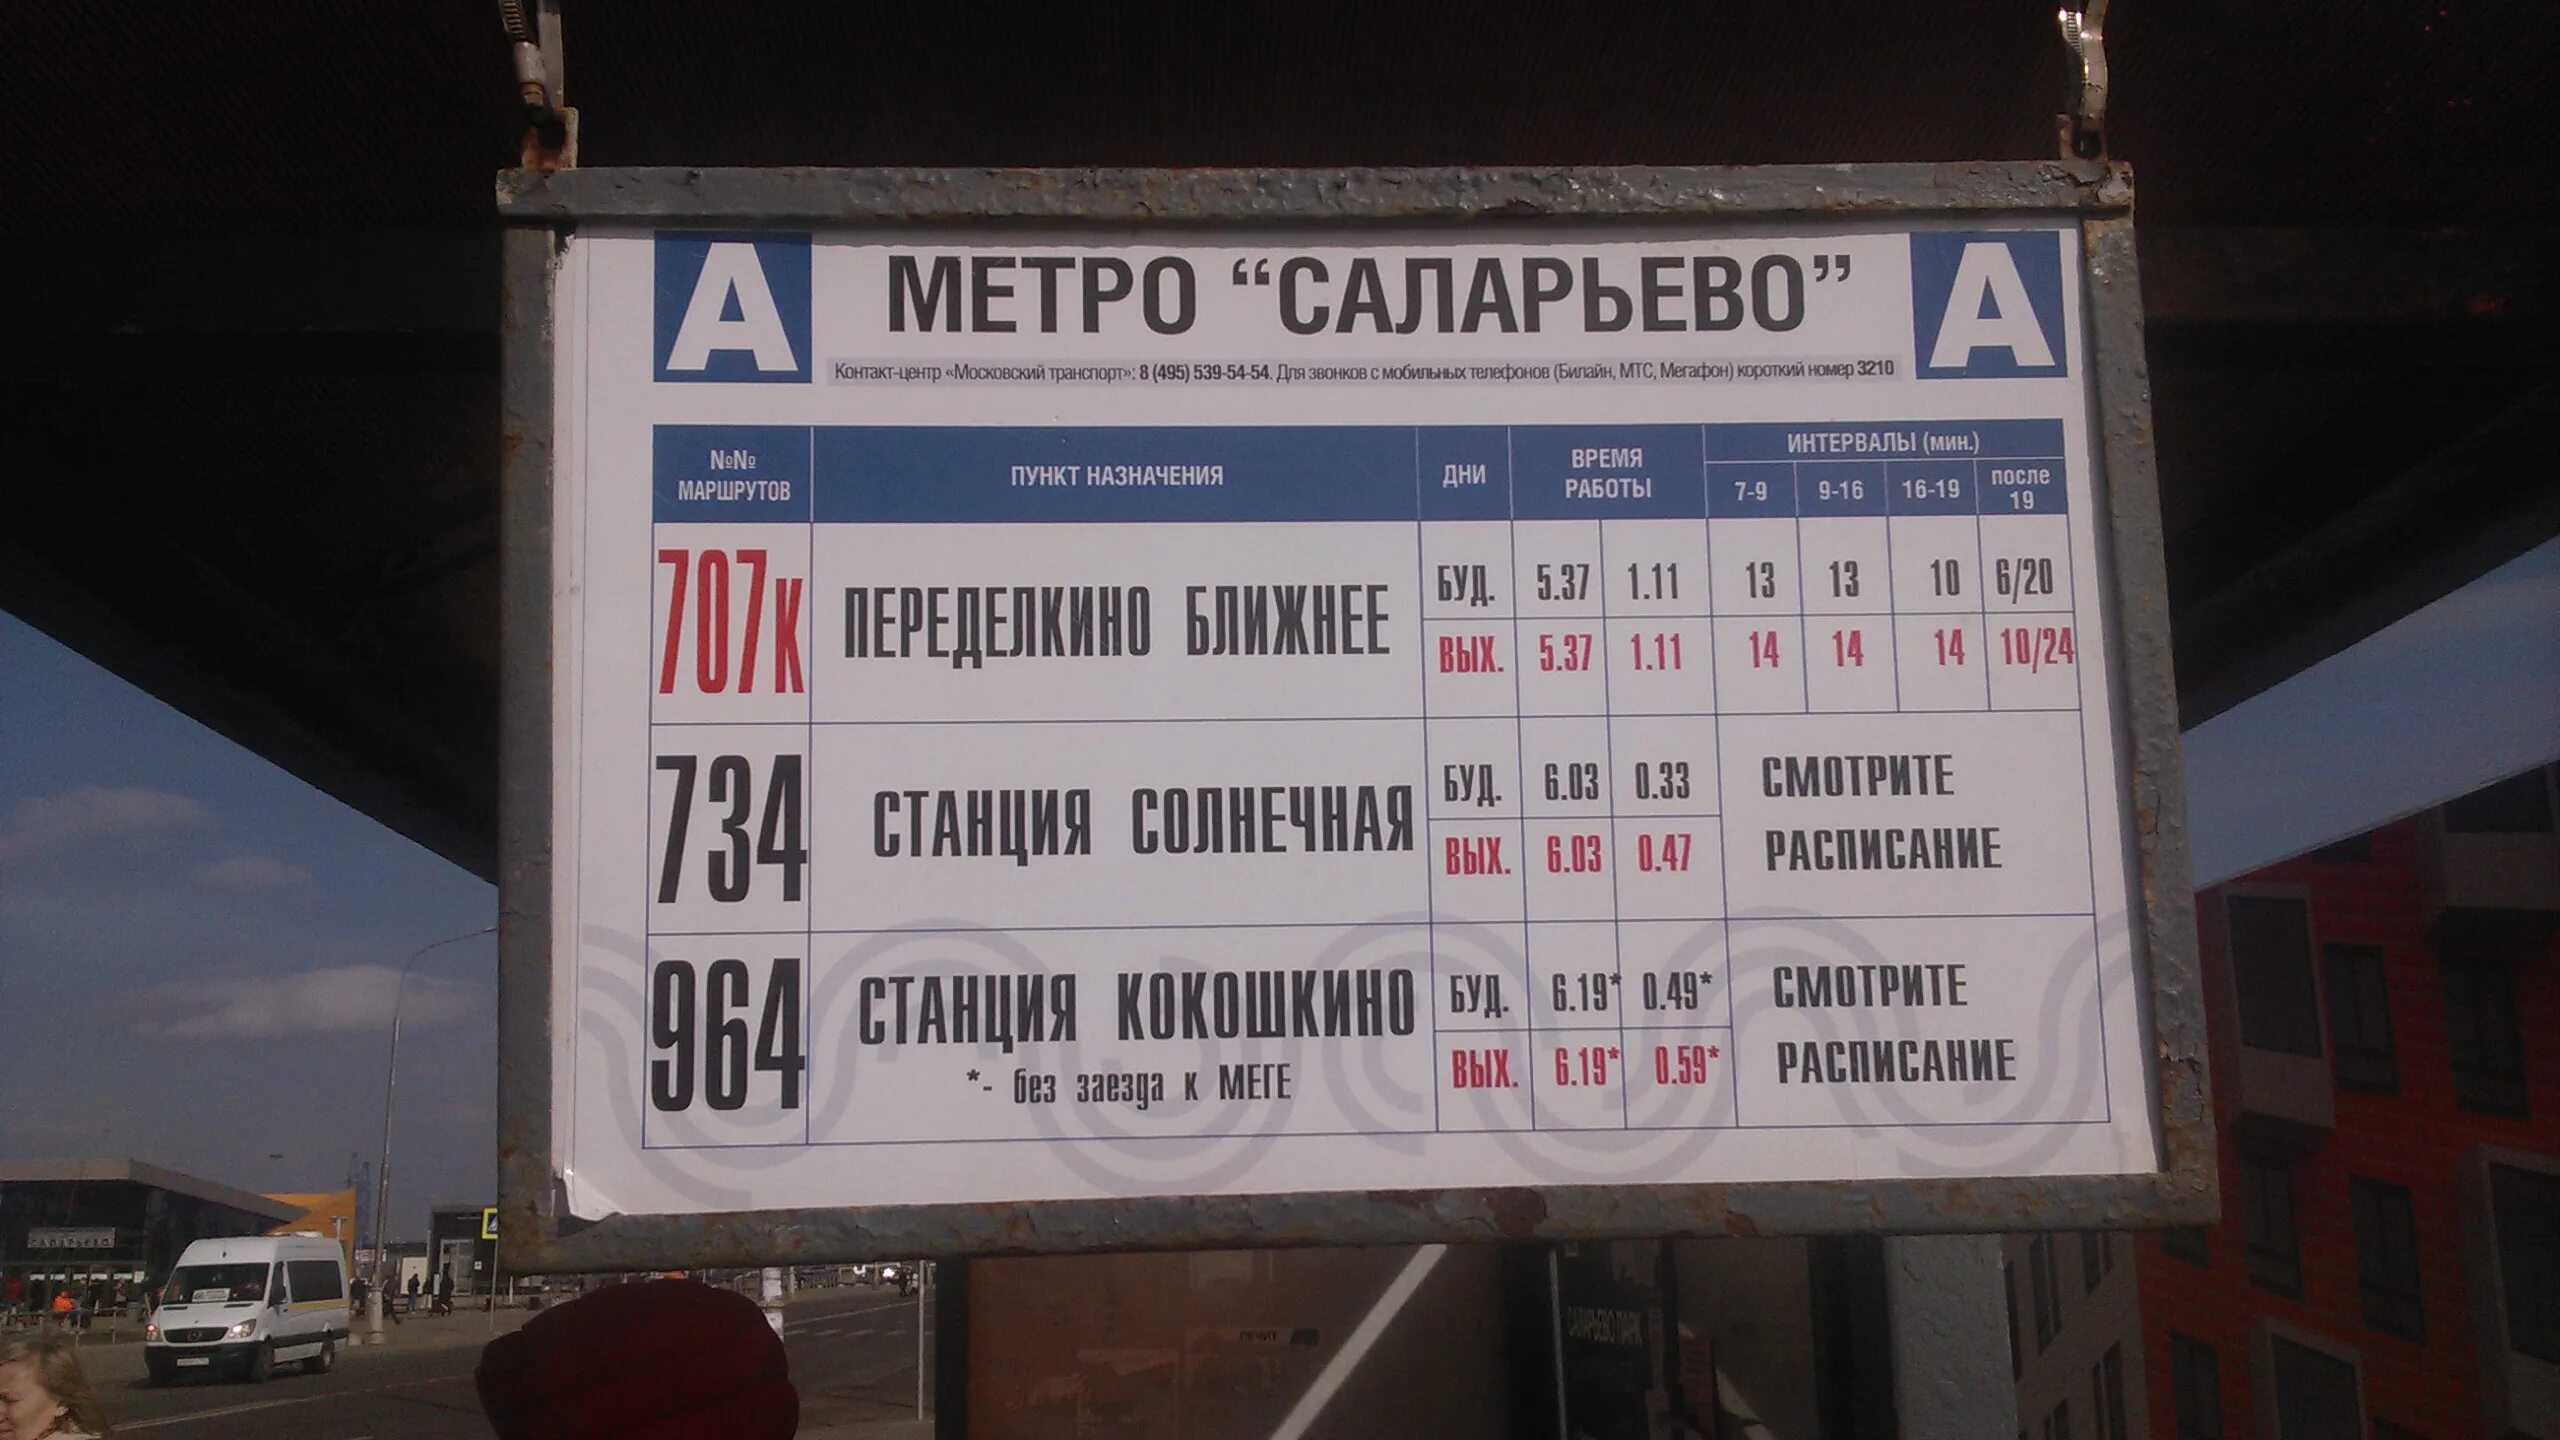 А МЕТРО “САЛАРЬЕВО” А
Контакт-центр «Московский транспорт»: 8 (495) 539-54-54. Для звонков с мобильных телефонов (Билайн, МТС, Мегафон) короткий номер 3210
№№ МАРШРУТОВ ПУНКТ НАЗНАЧЕНИЯ ДНИ ВРЕМЯ РАБОТЫ ИНТЕРВАЛЫ (мин.)
7-9 9-16 16-19 после 19
707к ПЕРЕДЕЛКИНО БЛИЖНЕЕ
БУД. 5.37 1.11 13 13 10 6/20
ВЫХ. 5.37 1.11 14 14 14 10/24
734 СТАНЦИЯ СОЛНЕЧНАЯ
БУД. 6.03 0.33 СМОТРИТЕ
ВЫХ. 6.03 0.47 РАСПИСАНИЕ
964 СТАНЦИЯ КОКОШКИНО
*- без заезда к МЕГЕ
БУД. 6.19* 0.49* СМОТРИТЕ
ВЫХ. 6.19* 0.59* РАСПИСАНИЕ
САЛАРЬЕВО
САЛАРЬЕВО ПАРК